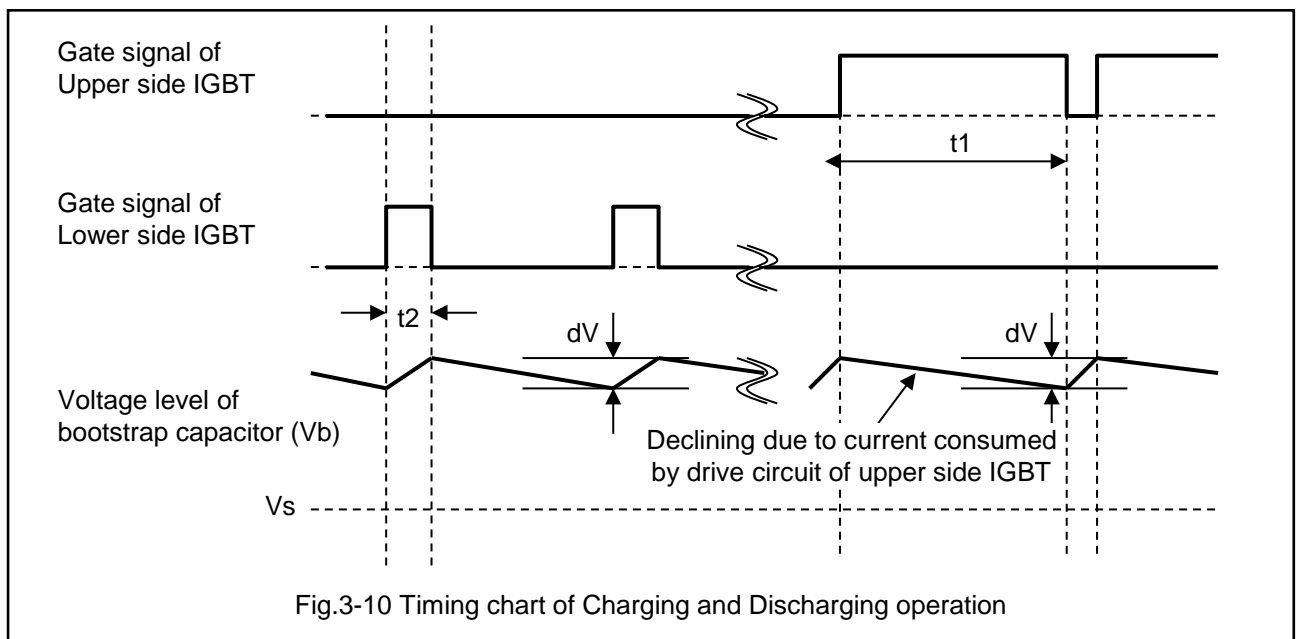 Gate signal of
Upper side IGBT
t1
Gate signal of
Lower side IGBT
t2
dV
dV
Voltage level of
bootstrap capacitor (Vb)
Declining due to current consumed
by drive circuit of upper side IGBT
Vs
Fig.3-10 Timing chart of Charging and Discharging operation